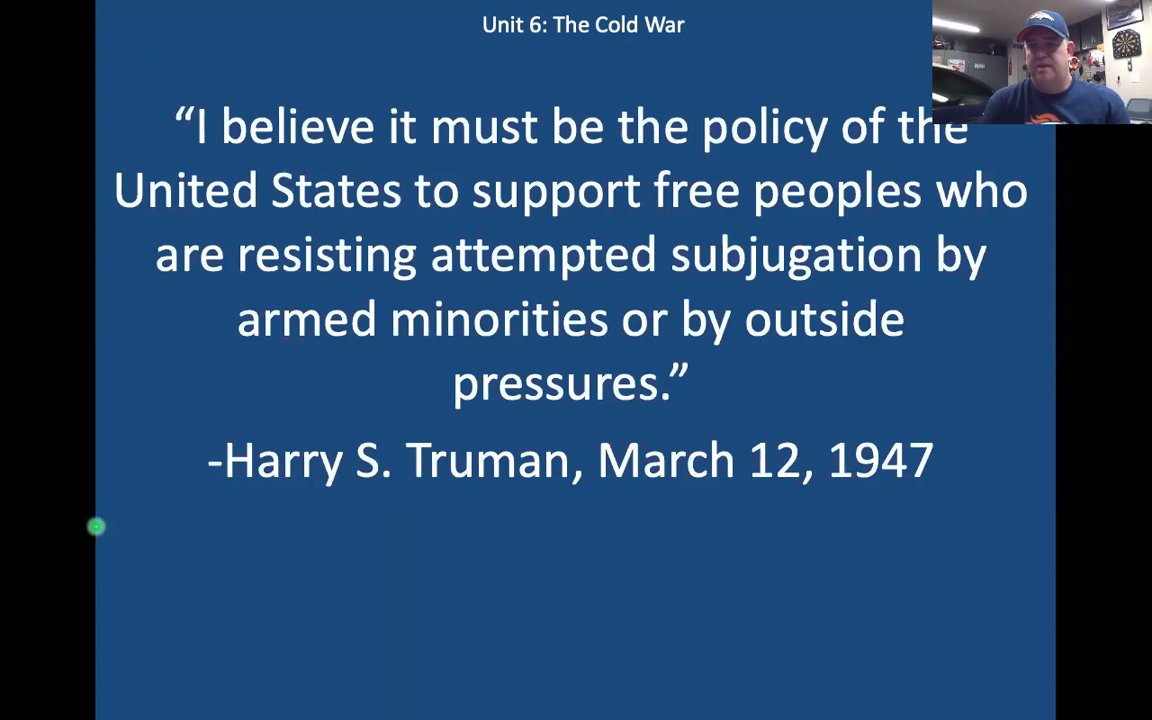 Unit 6: The Cold War
“I believe it must be the policy of the
United States to support free peoples who
are resisting attempted subjugation by
armed minorities or by outside
pressures.”
-Harry S. Truman, March 12, 1947